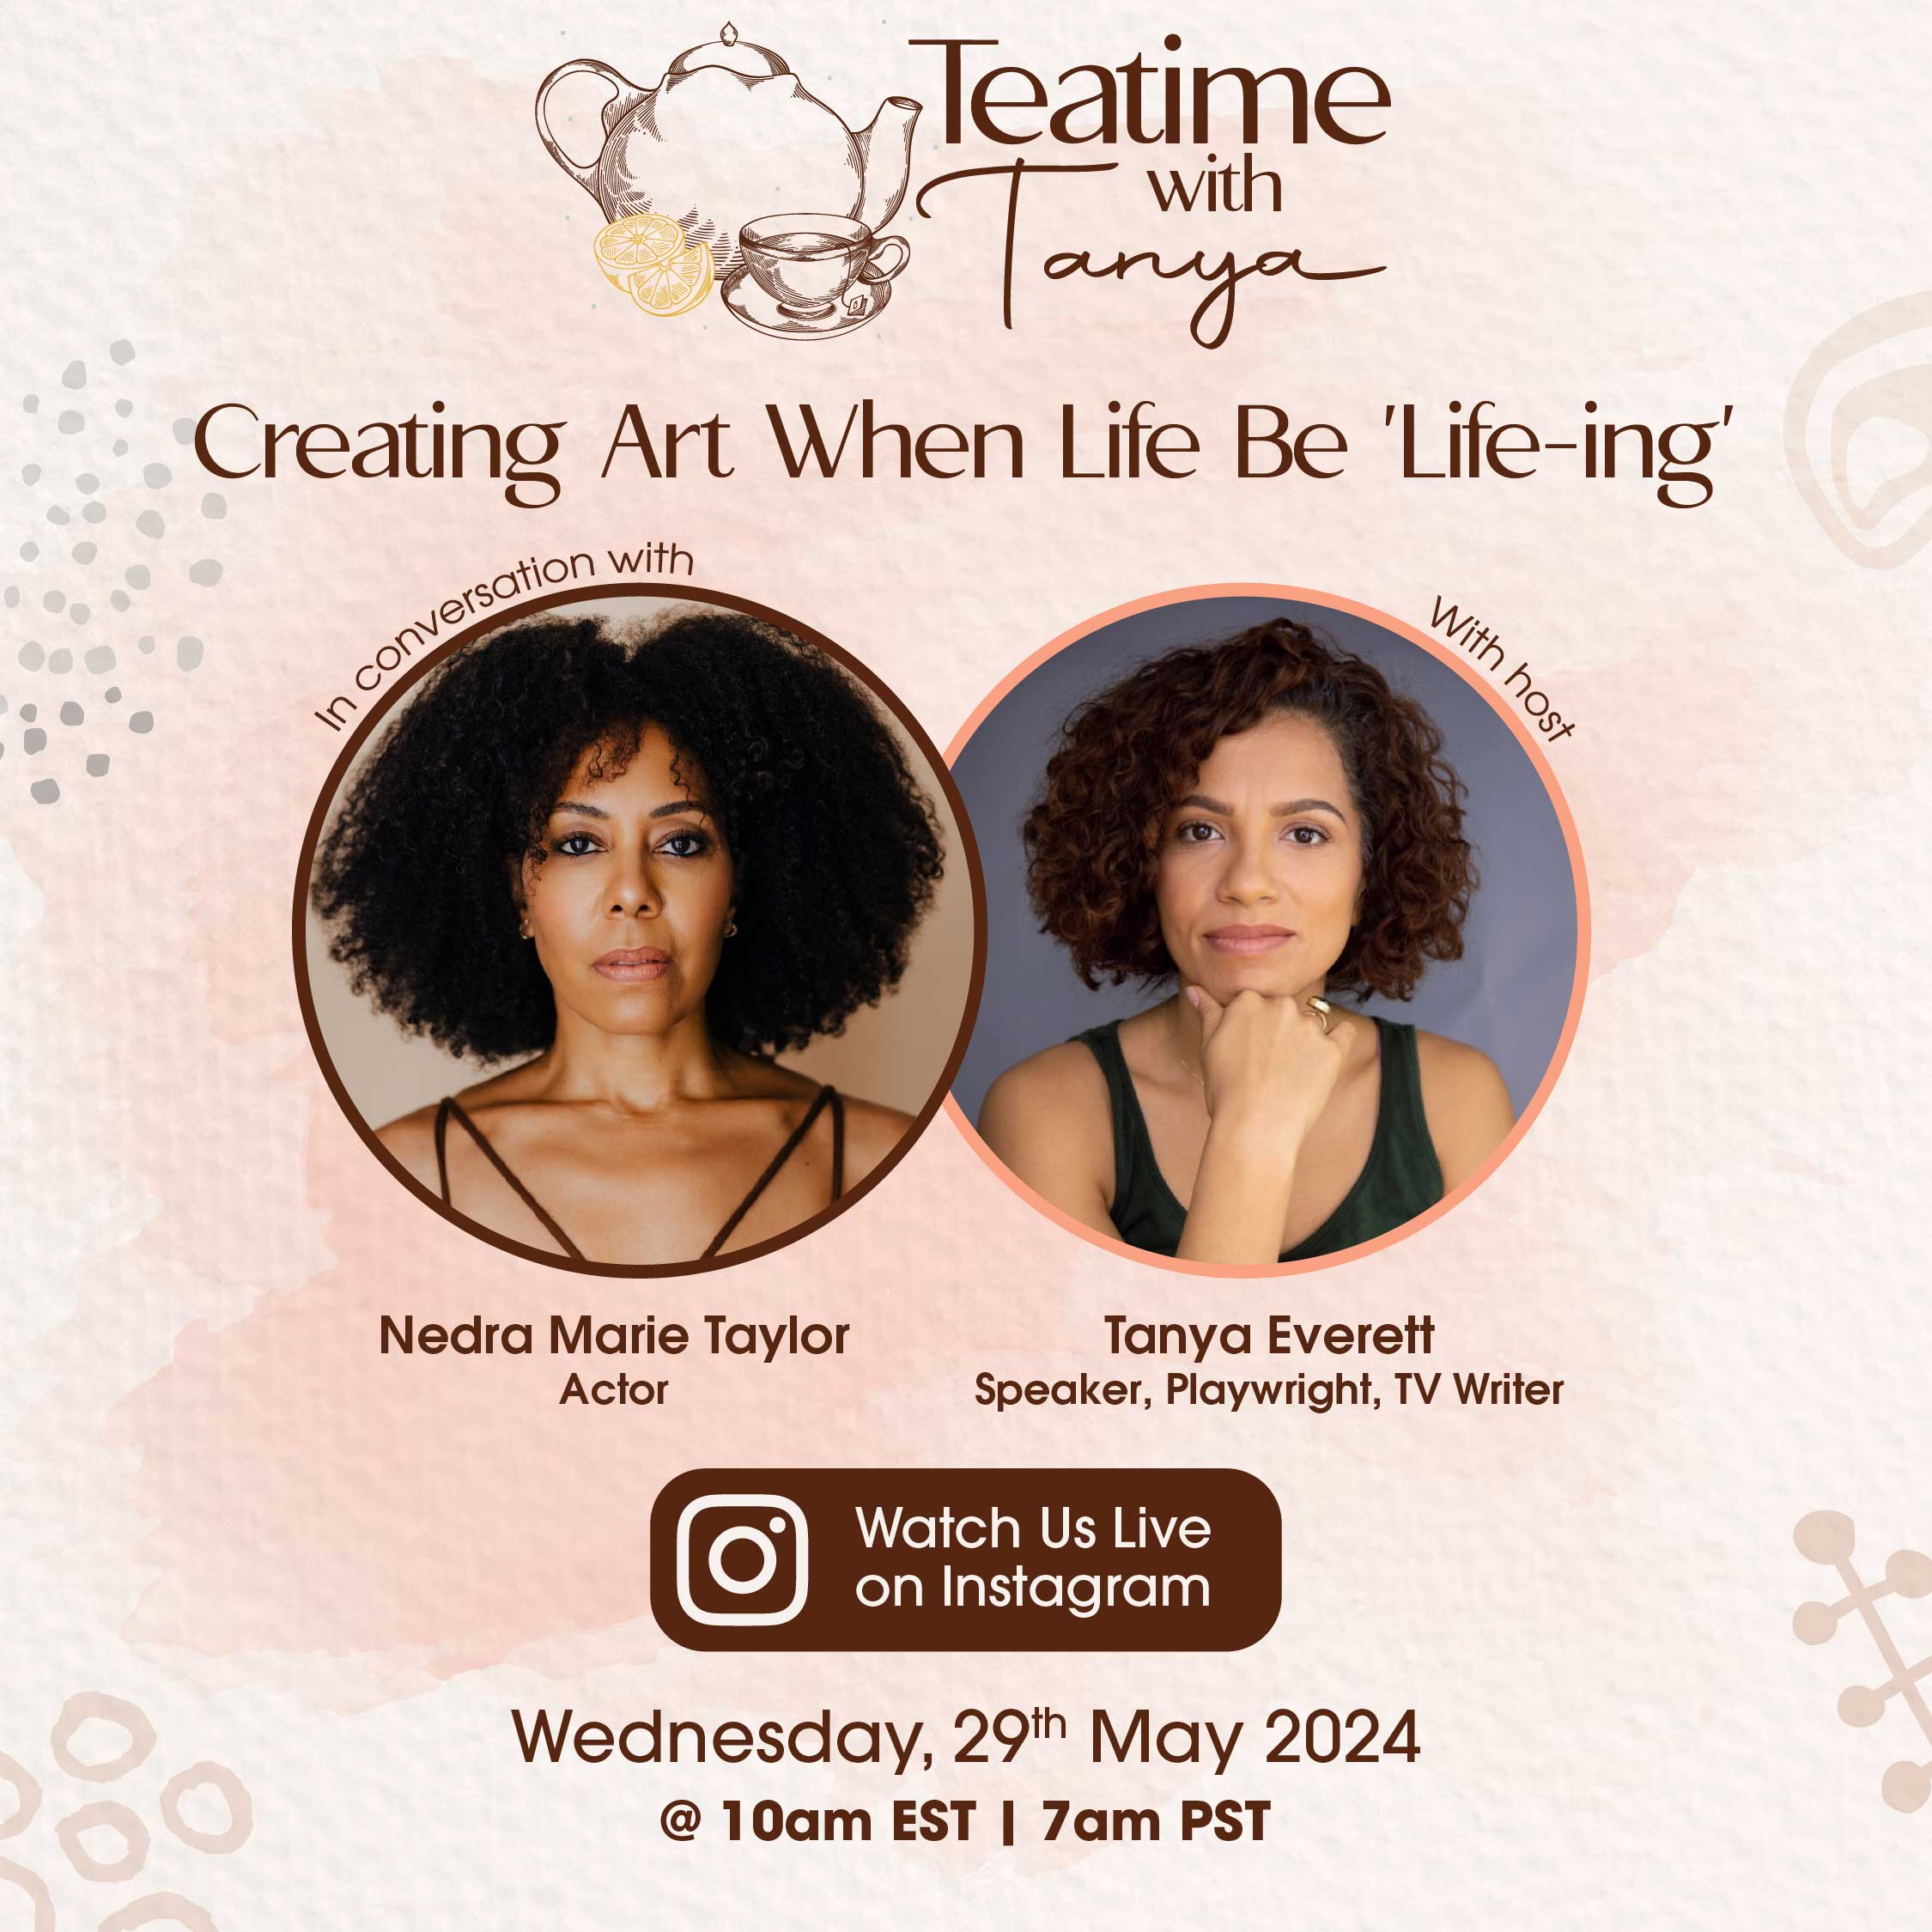 Teatime
with
Tanya
Creating Art When Life Be 'Life-ing'
In conversation with
With host
Nedra Marie Taylor
Actor
Tanya Everett
Speaker, Playwright, TV Writer
Watch Us Live
on Instagram
Wednesday, 29th May 2024
@ 10am EST | 7am PST